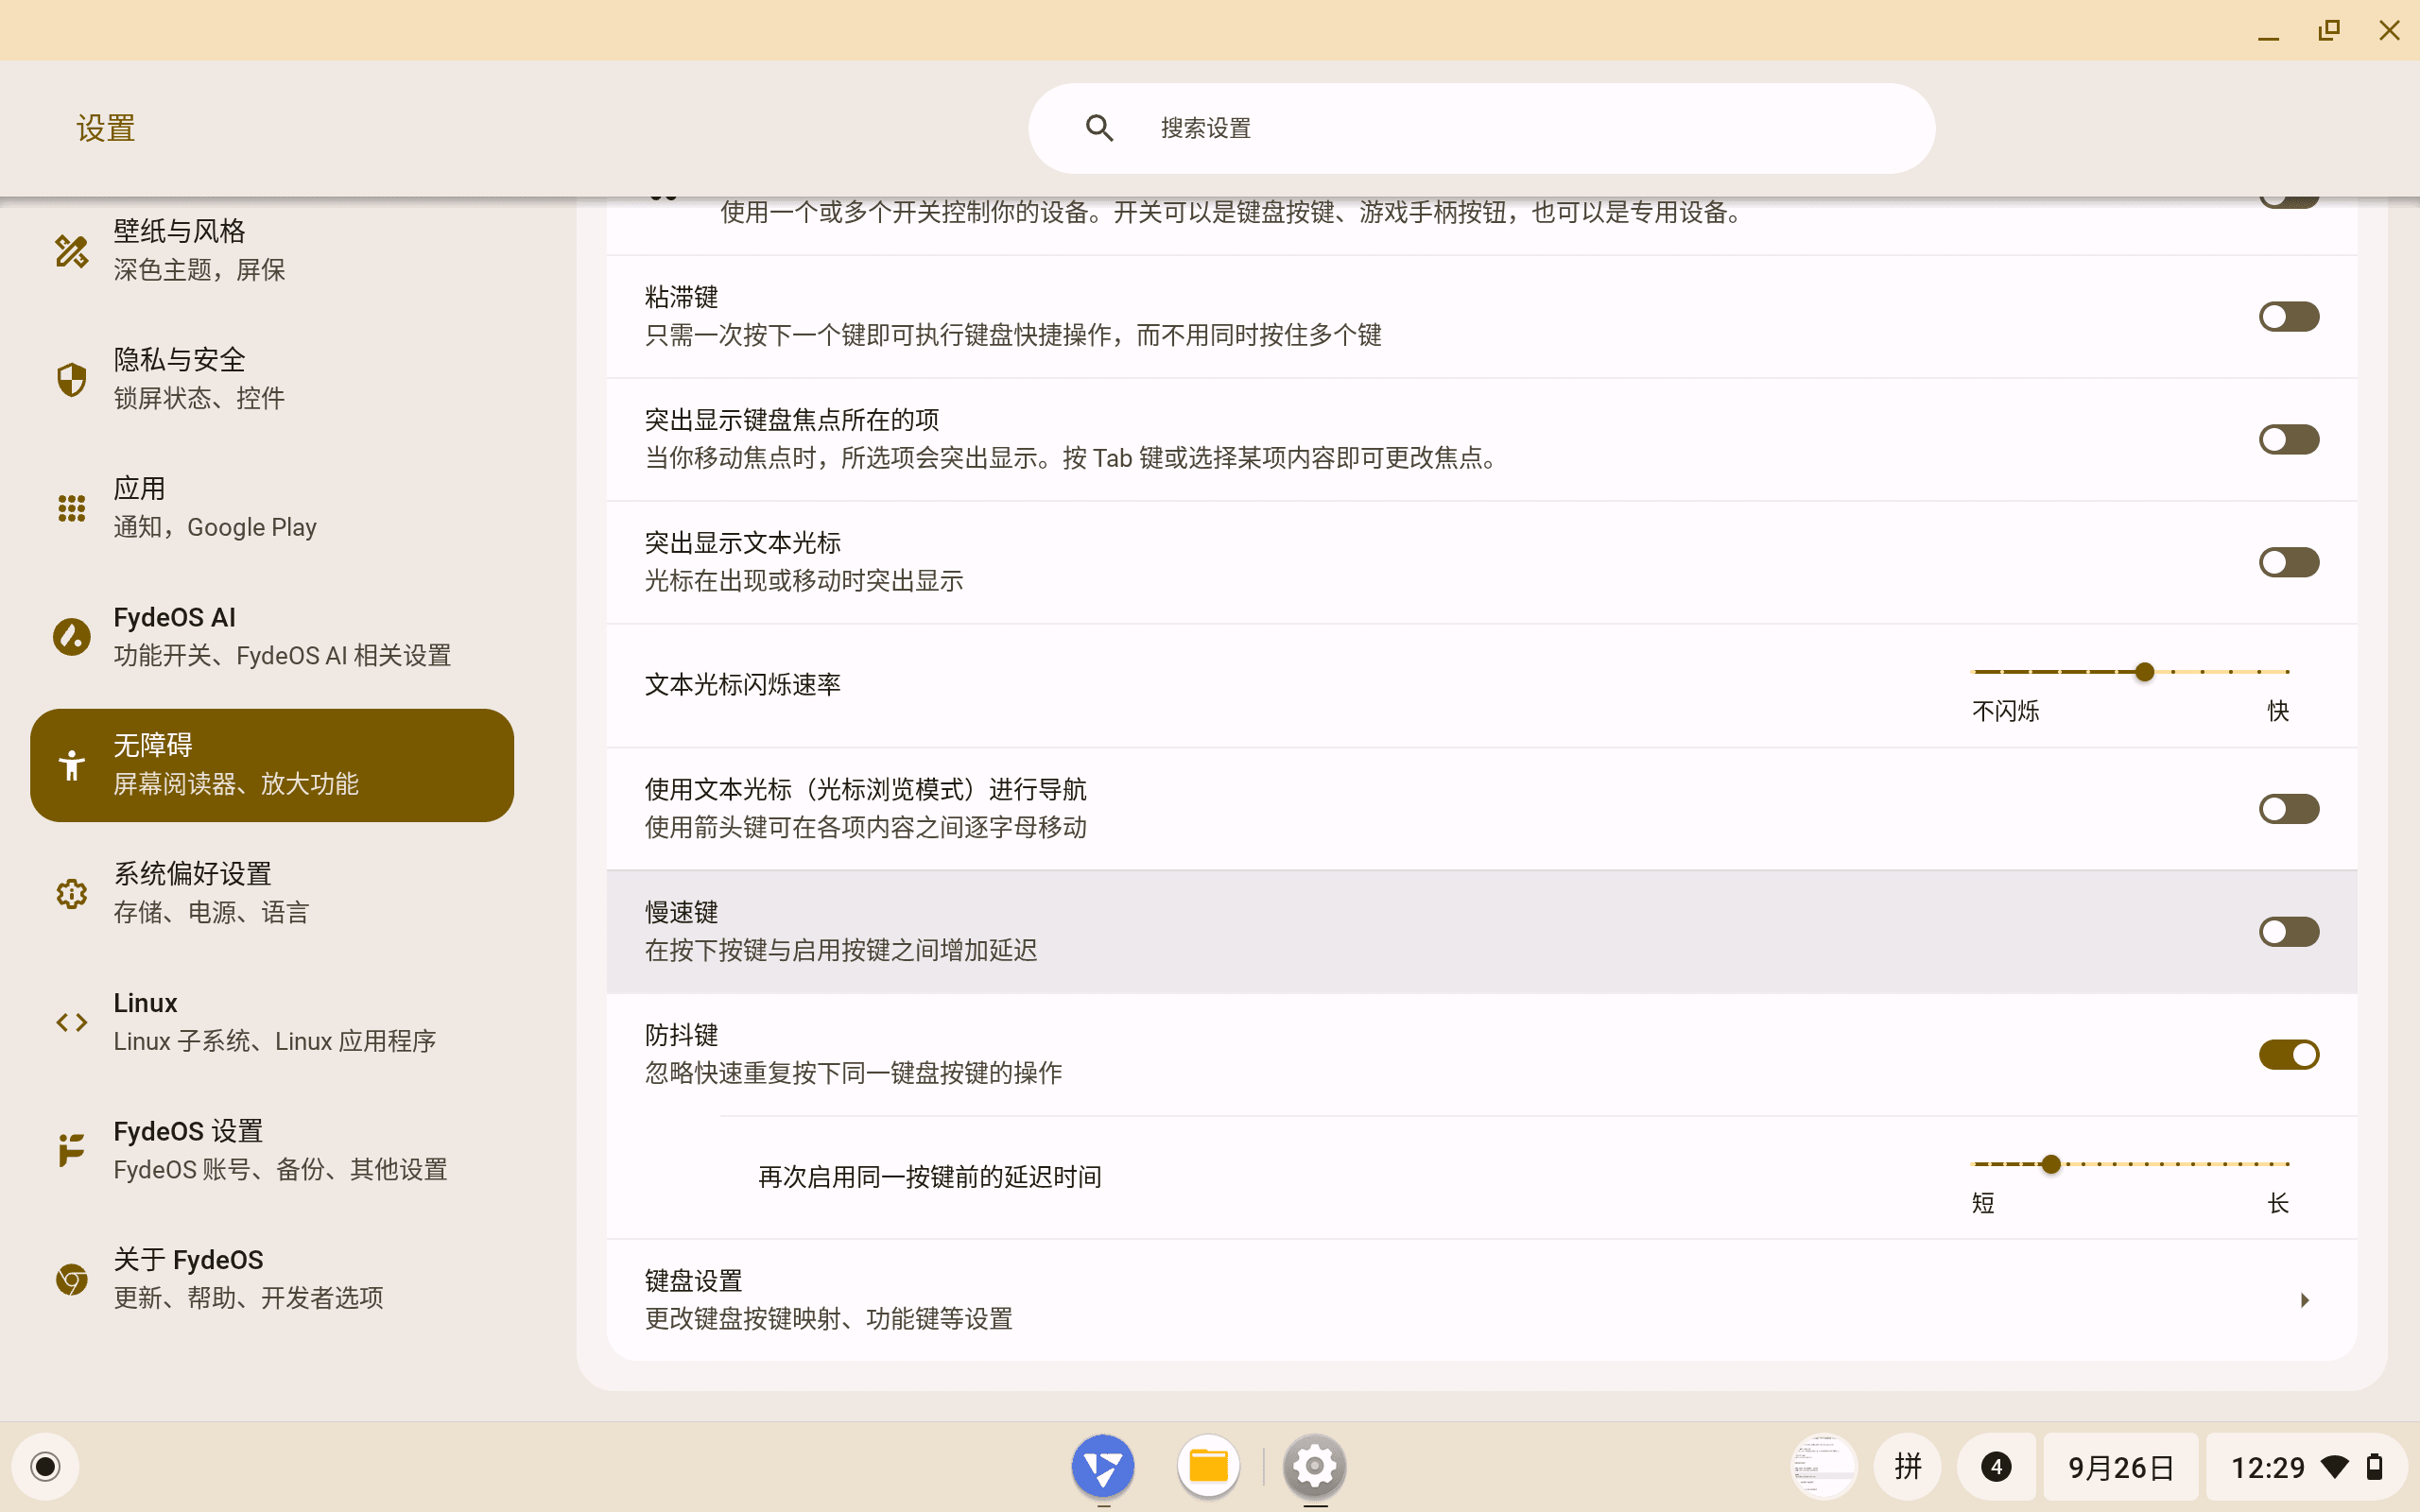 设置
搜索设置
壁纸与风格
深色主题，屏保
隐私与安全
锁屏状态、控件
应用
通知，Google Play
FydeOS AI
功能开关、FydeOS AI 相关设置
无障碍
屏幕阅读器、放大功能
系统偏好设置
存储、电源、语言
Linux
Linux 子系统、Linux 应用程序
FydeOS 设置
FydeOS 账号、备份、其他设置
关于 FydeOS
更新、帮助、开发者选项
使用一个或多个开关控制你的设备。开关可以是键盘按键、游戏手柄按钮，也可以是专用设备。
粘滞键
只需一次按下一个键即可执行键盘快捷操作，而不用同时按住多个键
突出显示键盘焦点所在的项
当你移动焦点时，所选项会突出显示。按 Tab 键或选择某项内容即可更改焦点。
突出显示文本光标
光标在出现或移动时突出显示
文本光标闪烁速率
不闪烁 快
使用文本光标（光标浏览模式）进行导航
使用箭头键可在各项内容之间逐字母移动
慢速键
在按下按键与启用按键之间增加延迟
防抖键
忽略快速重复按下同一键盘按键的操作
再次启用同一按键前的延迟时间
短 长
键盘设置
更改键盘按键映射、功能键等设置
拼 4 9月26日 12:29